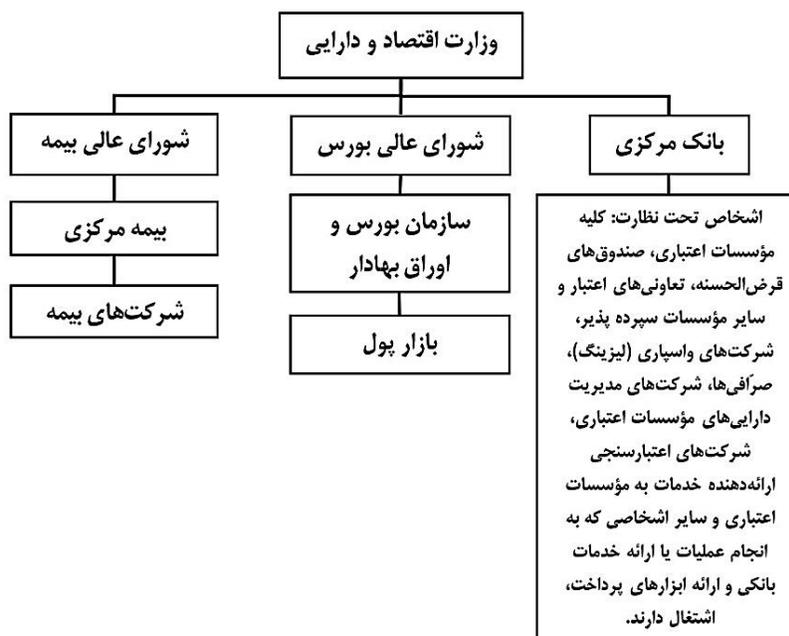 وزارت اقتصاد و دارایی
بانک مرکزی
اشخاص تحت نظارت: کلیه
مؤسسات اعتباری، صندوق‌های
قرض‌الحسنه، تعاونی‌های اعتبار و
سایر مؤسسات سپرده پذیر،
شرکت‌های واسپاری (لیزینگ)،
صرّافی‌ها، شرکت‌های مدیریت
دارایی‌های مؤسسات اعتباری،
شرکت‌های اعتبارسنجی
ارائه‌دهنده خدمات به مؤسسات
اعتباری و سایر اشخاصی که به
انجام عملیات یا ارائه خدمات
بانکی و ارائه ابزارهای پرداخت،
اشتغال دارند.
شورای عالی بورس
سازمان بورس و
اوراق بهادار
بازار پول
شورای عالی بیمه
بیمه مرکزی
شرکت‌های بیمه